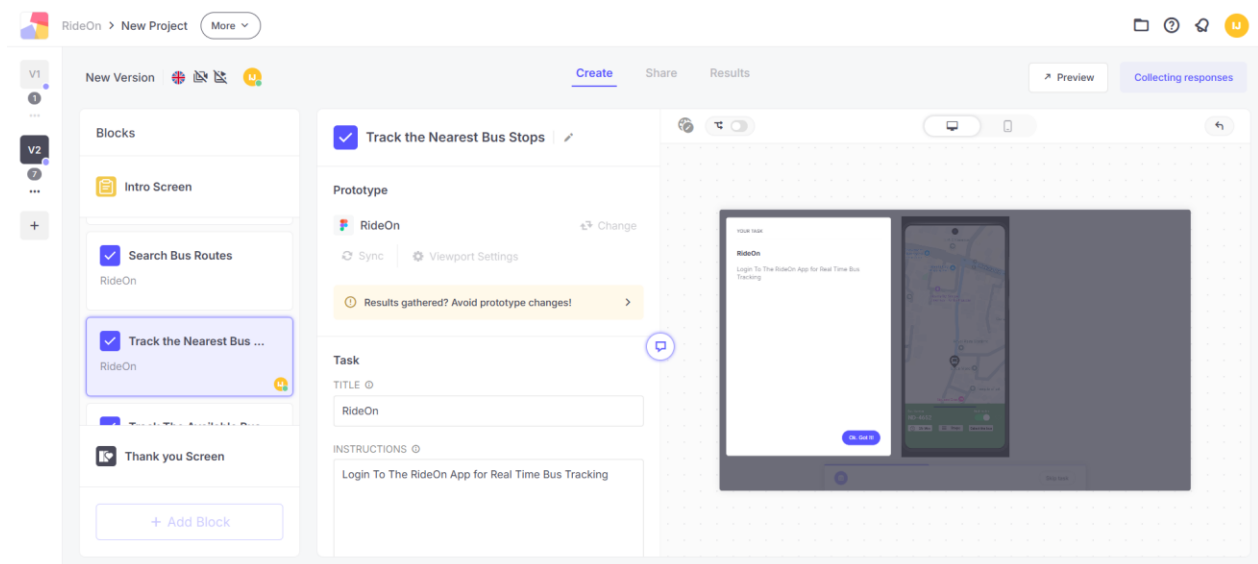 RideOn > New Project More
IJ
V1
1
...
V2
7
...
+
New Version
Create Share Results
Preview
Collecting responses
Blocks
Intro Screen
Search Bus Routes
RideOn
Track the Nearest Bus ...
RideOn
Thank you Screen
+ Add Block
Track the Nearest Bus Stops
Prototype
RideOn
Change
Sync
Viewport Settings
Results gathered? Avoid prototype changes!
Task
TITLE
RideOn
INSTRUCTIONS
Login To The RideOn App for Real Time Bus Tracking
YOUR TASK
RideOn
Login To The RideOn App for Real Time Bus
Tracking
Ok, Got it!